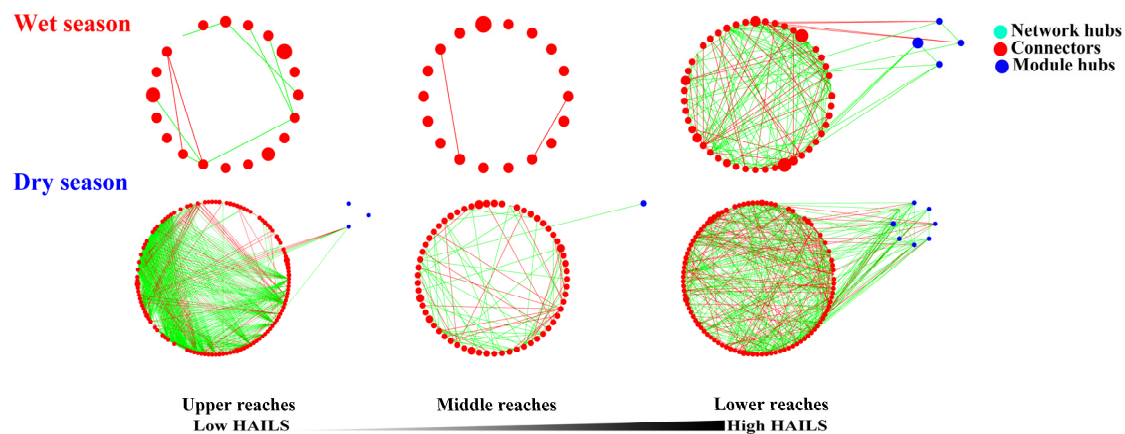 Wet season
Network hubs
Connectors
Module hubs
Dry season
Upper reaches
Middle reaches
Lower reaches
Low HAILS
High HAILS